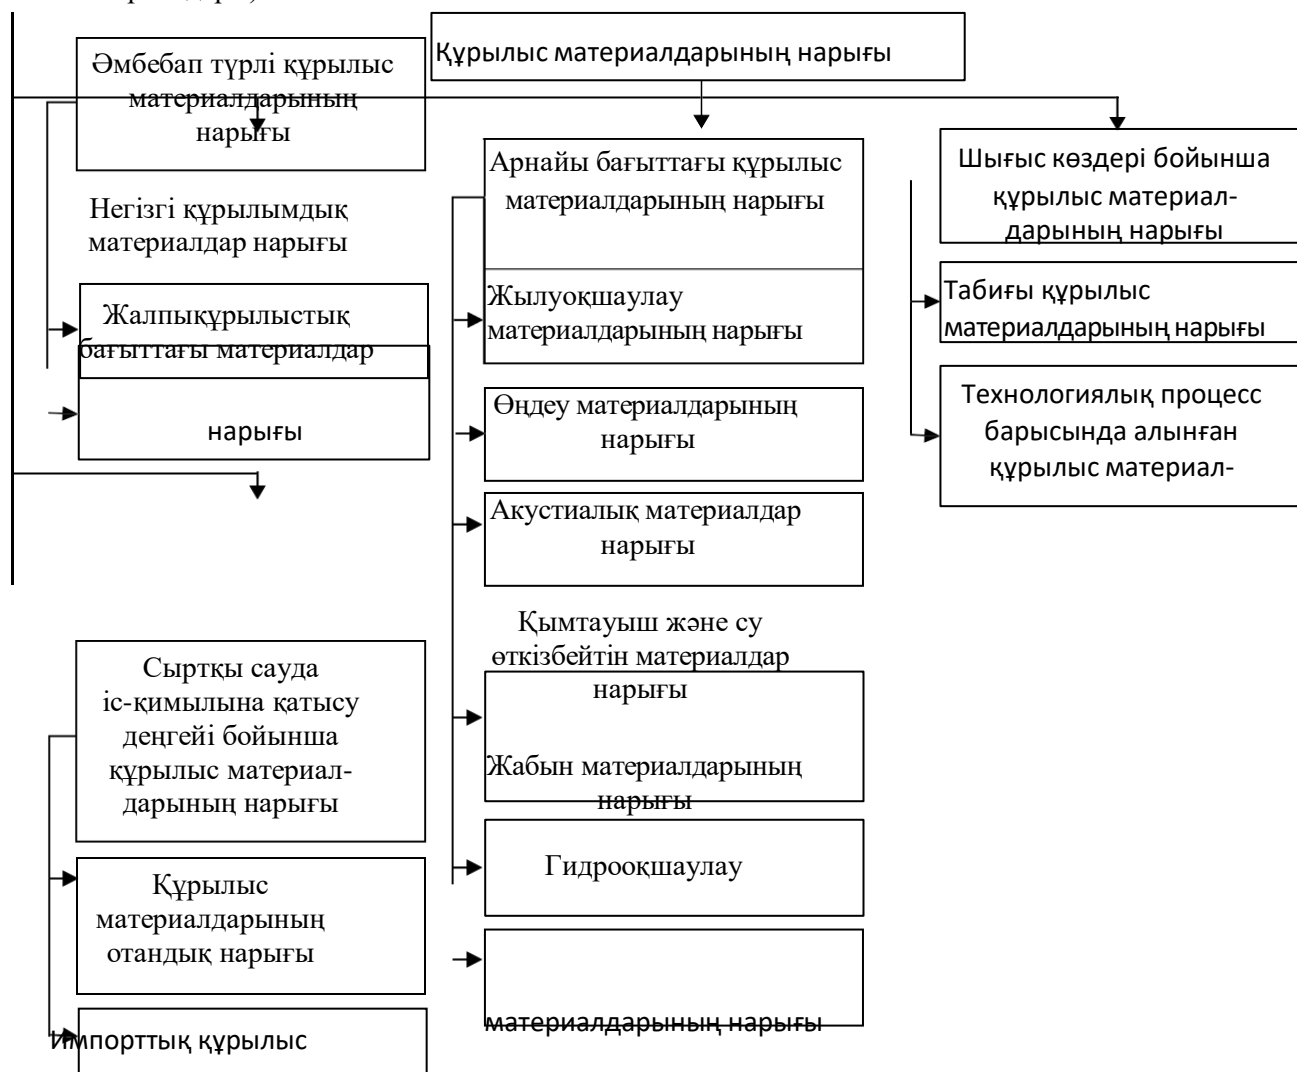 Құрылыс материалдарының нарығы
Әмбебап түрлі құрылыс
материалдарының
нарығы
Негізгі құрылымдық
материалдар нарығы
Жалпықұрылыстық
бағыттағы материалдар
нарығы
Сыртқы сауда
іс-қимылына қатысу
деңгейі бойынша
құрылыс материал-
дарының нарығы
Құрылыс
материалдарының
отандық нарығы
Импорттық құрылыс
Арнайы бағыттағы құрылыс
материалдарының нарығы
Жылуоқшаулау
материалдарының нарығы
Өңдеу материалдарының
нарығы
Акустиалық материалдар
нарығы
Қымтауыш және су
өткізбейтін материалдар
нарығы
Жабын материалдарының
нарығы
Гидрооқшаулау
материалдарының нарығы
Шығыс көздері бойынша
құрылыс материал-
дарының нарығы
Табиғы құрылыс
материалдарының нарығы
Технологиялық процесс
барысында алынған
құрылыс материал-